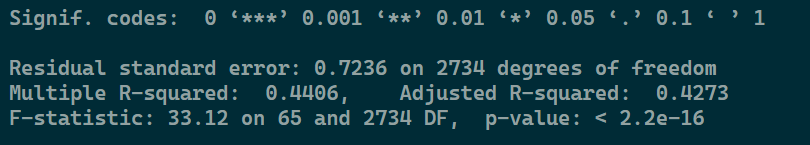 Signif. codes:  0 ‘***’ 0.001 ‘**’ 0.01 ‘*’ 0.05 ‘.’ 0.1 ‘ ’ 1
Residual standard error: 0.7236 on 2734 degrees of freedom
Multiple R-squared:  0.4406,    Adjusted R-squared:  0.4273
F-statistic: 33.12 on 65 and 2734 DF,  p-value: < 2.2e-16